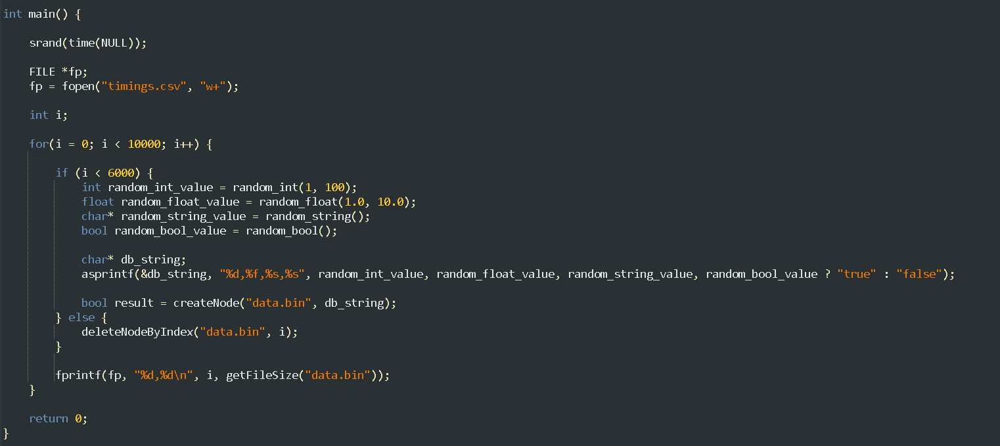 int main() {
srand(time(NULL));
FILE *fp;
fp = fopen("timings.csv", "w+");
int i;
for(i = 0; i < 10000; i++) {
if (i < 6000) {
int random_int_value = random_int(1, 100);
float random_float_value = random_float(1.0, 10.0);
char* random_string_value = random_string();
bool random_bool_value = random_bool();
char* db_string;
asprintf(&db_string, "%d,%f,%s,%s", random_int_value, random_float_value, random_string_value, random_bool_value ? "true" : "false");
bool result = createNode("data.bin", db_string);
} else {
deleteNodeByIndex("data.bin", i);
}
fprintf(fp, "%d,%d\n", i, getFileSize("data.bin"));
}
return 0;
}